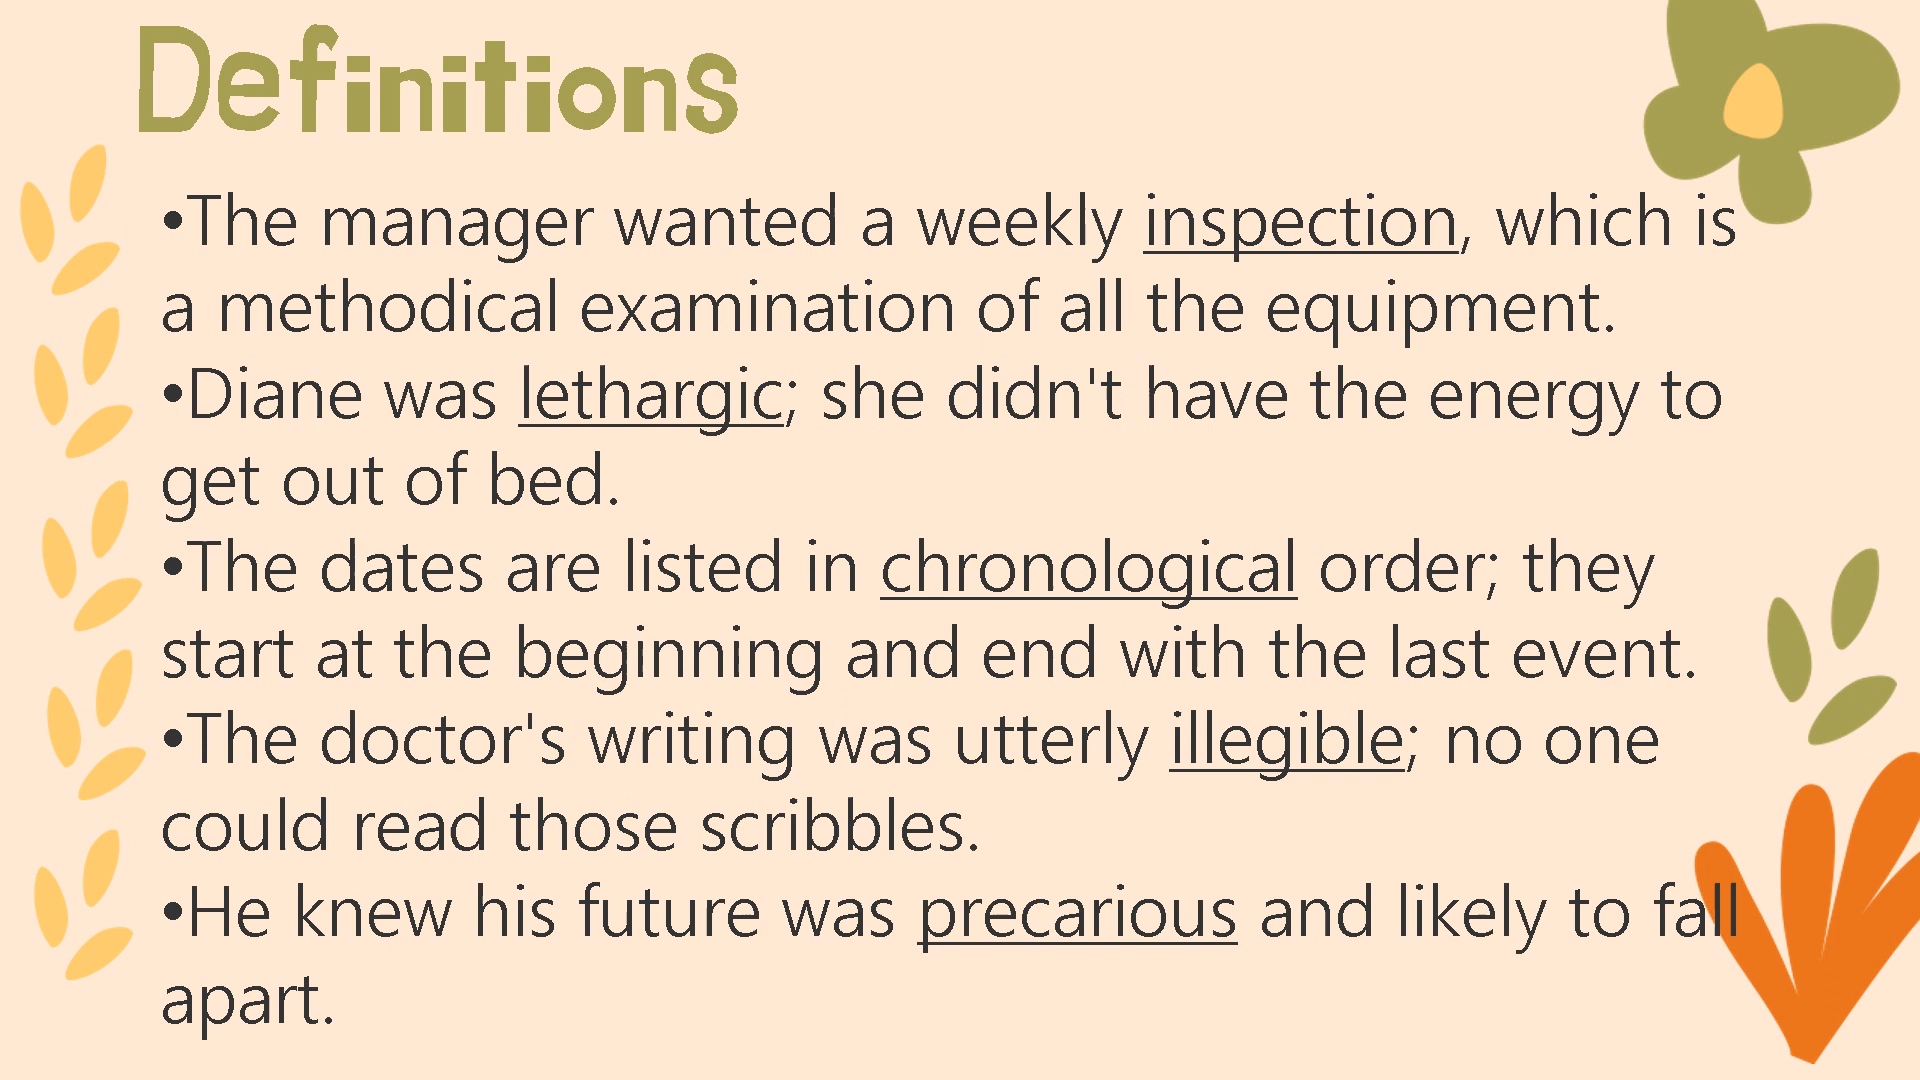 Definitions
•The manager wanted a weekly inspection, which is
a methodical examination of all the equipment.
•Diane was lethargic; she didn't have the energy to
get out of bed.
•The dates are listed in chronological order; they
start at the beginning and end with the last event.
•The doctor's writing was utterly illegible; no one
could read those scribbles.
•He knew his future was precarious and likely to fall
apart.